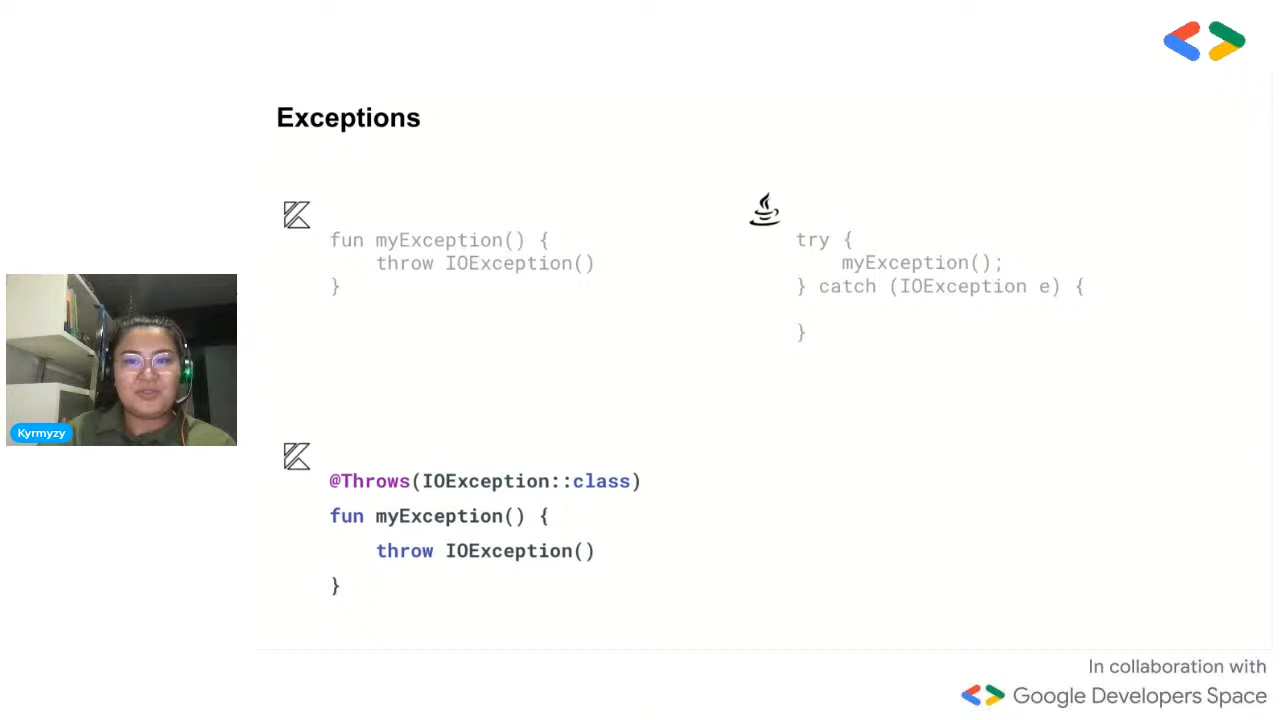 Exceptions
fun myException() {
    throw IOException()
}
try {
    myException();
} catch (IOException e) {
}
Kyrmyzy
@Throws(IOException::class)
fun myException() {
    throw IOException()
}
In collaboration with
Google Developers Space